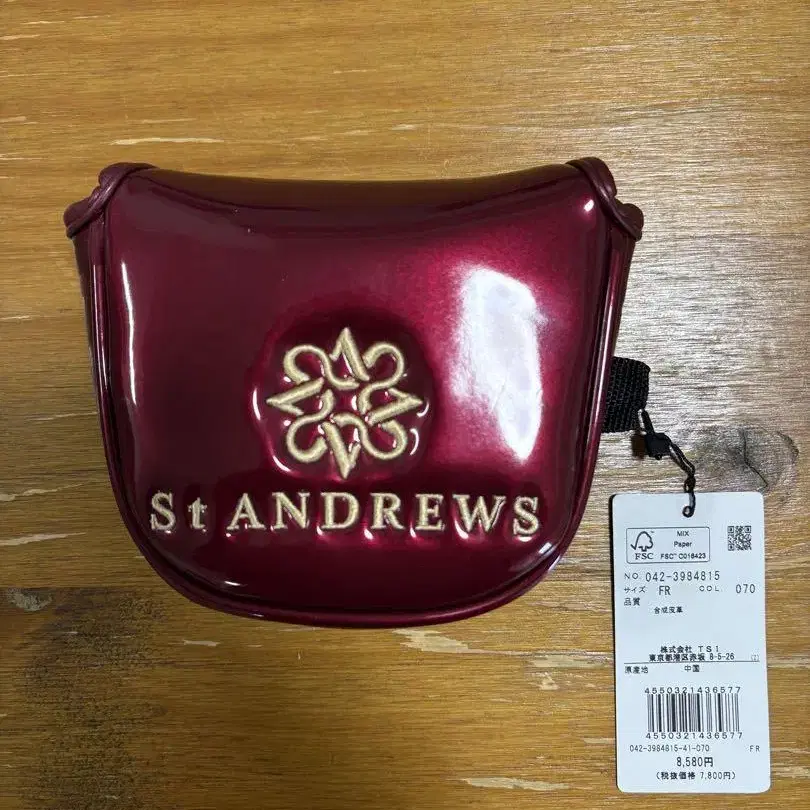 St ANDREWS
MIX
Paper
FSC™ C016423
FSC
NO. 042-3984815
サイズ FR COL. 070
品質
合成皮革
株式会社 TSI
東京都港区赤坂 8-5-26 (Z)
原産地 中国
4550321436577
4550321436577
042-3984815-41-070 FR
8,580円
(税抜価格 7,800円)